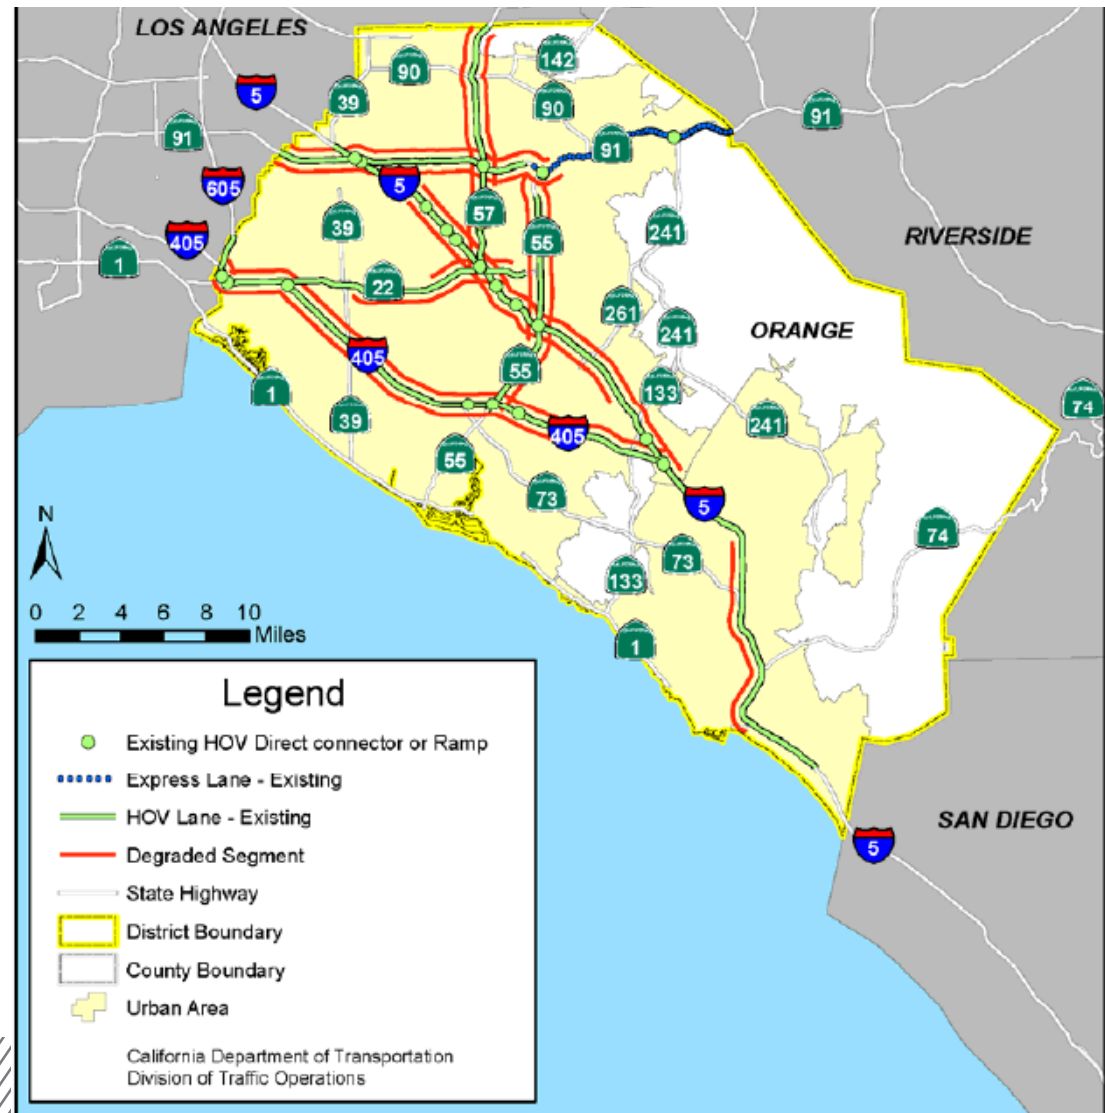 LOS ANGELES
142
90
5
39
90
91
91
91
605
5
57
39
55
241
RIVERSIDE
405
1
22
261
ORANGE
241
405
55
133
1
74
39
241
405
55
73
5
N
74
73
133
0 2 4 6 8 10
Miles
1
Legend
Existing HOV Direct connector or Ramp
Express Lane - Existing
HOV Lane - Existing
SAN DIEGO
5
Degraded Segment
State Highway
District Boundary
County Boundary
Urban Area
California Department of Transportation
Division of Traffic Operations